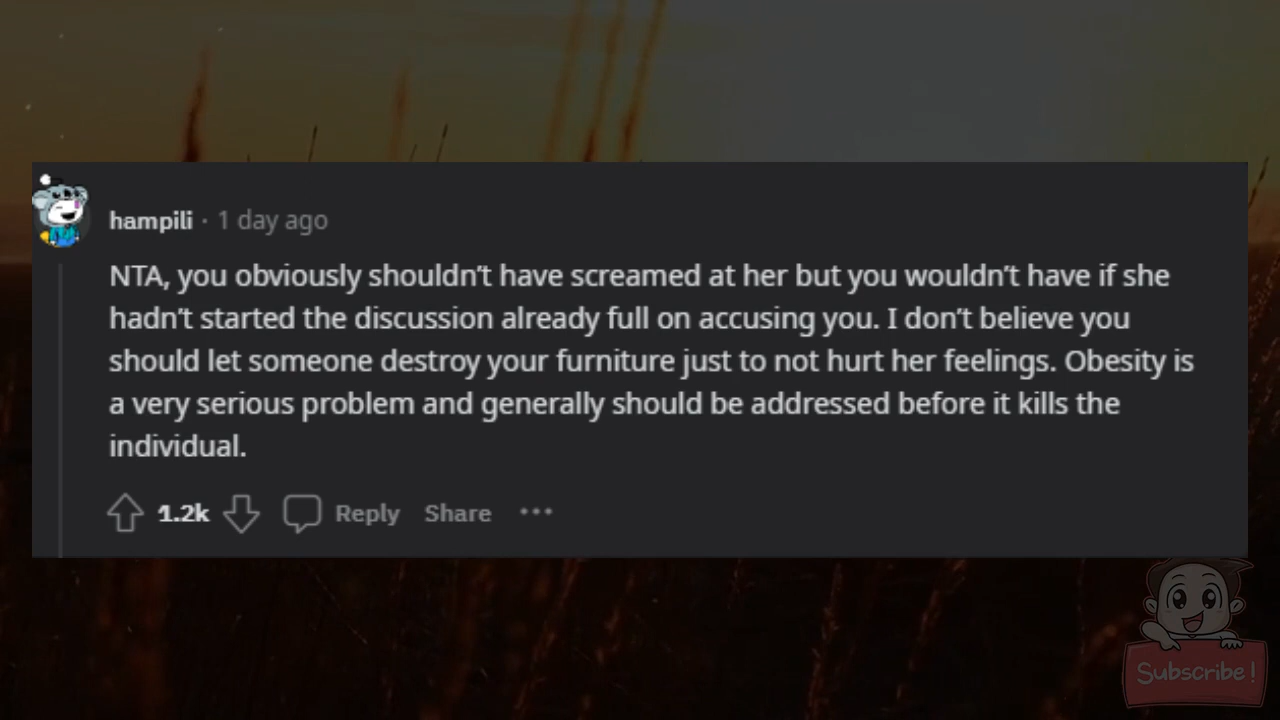 hampili · 1 day ago
NTA, you obviously shouldn't have screamed at her but you wouldn't have if she
hadn't started the discussion already full on accusing you. I don't believe you
should let someone destroy your furniture just to not hurt her feelings. Obesity is
a very serious problem and generally should be addressed before it kills the
individual.
1.2k Reply Share ···
Subscribe!